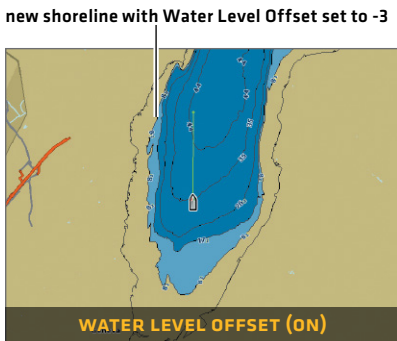 new shoreline with Water Level Offset set to -3
WATER LEVEL OFFSET (ON)